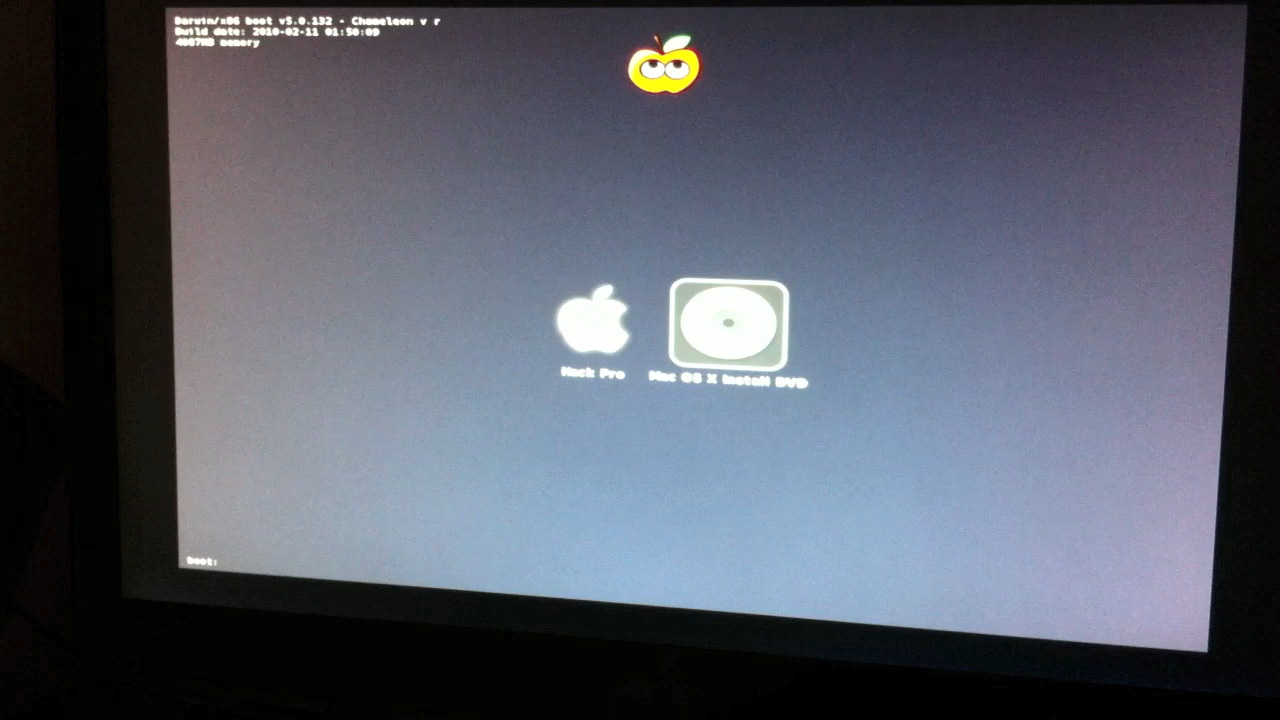 Darwin/x86 boot v5.0.132 - Chameleon v r
Build date: 2010-02-11 01:50:09
4087MB memory
Hack Pro
Mac OS X Install DVD
boot: